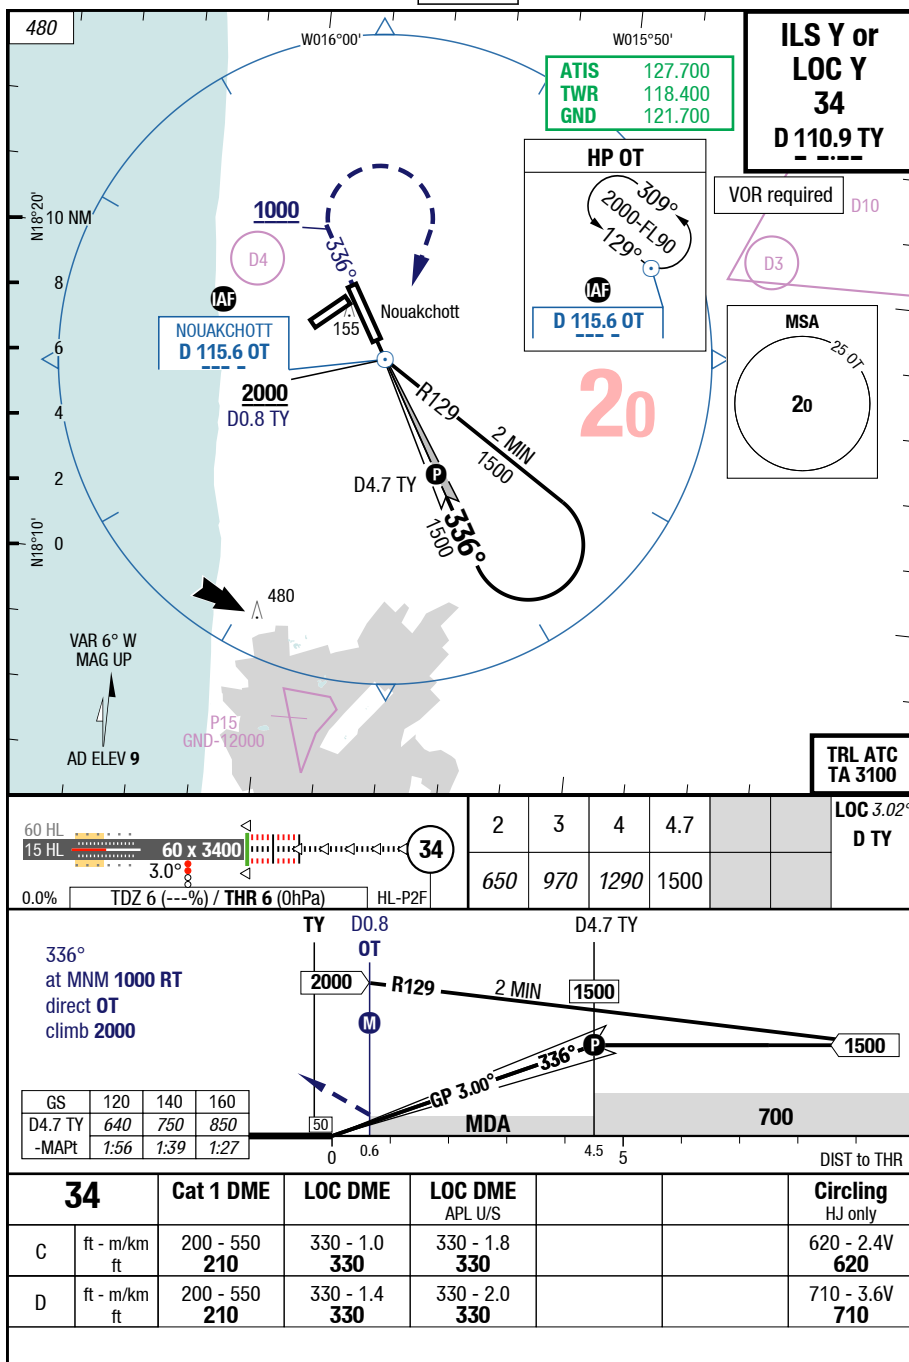 480
W016°00'
W015°50'
ILS Y or
LOC Y
34
D 110.9 TY
ATIS 127.700
TWR 118.400
GND 121.700
HP OT
309°
2000-FL90
129°
IAF
D 115.6 OT
VOR required
D10
D3
N18°20'
10 NM
8
6
4
2
0
N18°10'
1000
336°
D4
IAF
NOUAKCHOTT
D 115.6 OT
155
Nouakchott
2000
D0.8 TY
R129
2 MIN
1500
D4.7 TY
P
336°
1500
20
MSA
25 OT
20
480
VAR 6° W
MAG UP
AD ELEV 9
P15
GND-12000
TRL ATC
TA 3100
60 HL
15 HL
60 x 3400
34
3.0°
0.0%
TDZ 6 (---%) / THR 6 (0hPa)
HL-P2F
2 3 4 4.7 LOC 3.02°
D TY
650 970 1290 1500
TY D0.8 D4.7 TY
OT
336°
at MNM 1000 RT
direct OT
climb 2000
2000
R129
2 MIN
1500
M
P
1500
GP 3.00°
336°
MDA
700
50
GS 120 140 160
D4.7 TY 640 750 850
-MAPt 1:56 1:39 1:27
0 0.6 4.5 5 DIST to THR
34 Cat 1 DME LOC DME LOC DME Circling
APL U/S HJ only
C ft - m/km 200 - 550 330 - 1.0 330 - 1.8 620 - 2.4V
ft 210 330 330 620
D ft - m/km 200 - 550 330 - 1.4 330 - 2.0 710 - 3.6V
ft 210 330 330 710